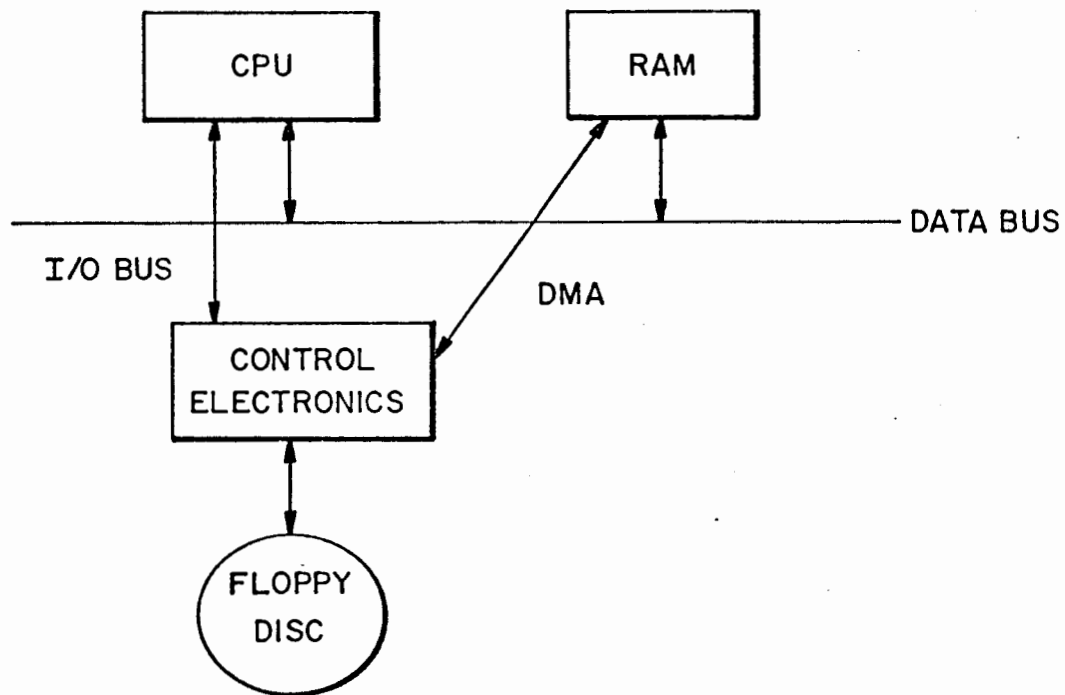 CPU
RAM
DATA BUS
I/O BUS
DMA
CONTROL
ELECTRONICS
FLOPPY
DISC